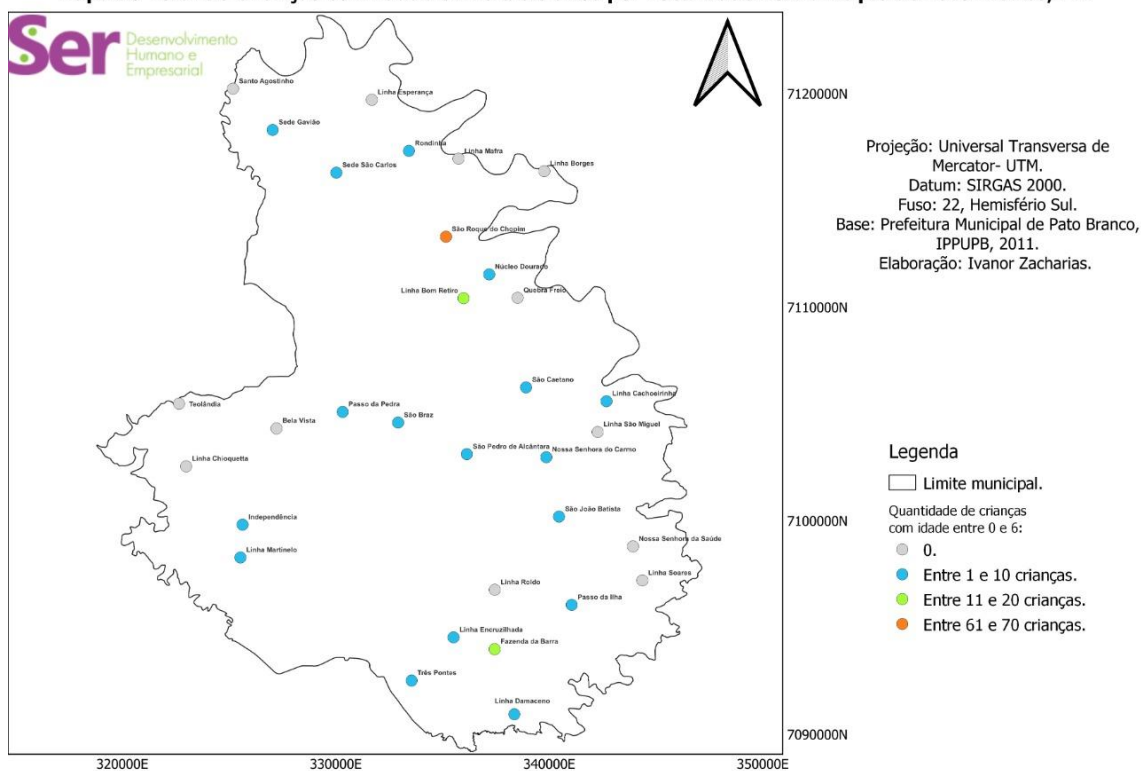 Ser Desenvolvimento
Humano e
Empresarial
Santo Agostinho
Linha Esperança
Sede Gavião
Rondinha
Linha Mafra
Sede São Carlos
Linha Borges
São Roque do Chopim
Núcleo Dourado
Linha Bom Retiro
Quebra Freio
São Caetano
Linha Cachoeirinha
Teolândia
Passo da Pedra
São Braz
Bela Vista
Linha São Miguel
São Pedro de Alcântara
Nossa Senhora do Carmo
Linha Chioquetta
Independência
São João Batista
Linha Martinelo
Nossa Senhora da Saúde
Linha Soares
Linha Roldo
Passo da Ilha
Linha Encruzilhada
Fazenda da Barra
Três Pontes
Linha Damaceno
7120000N
7110000N
7100000N
7090000N
320000E
330000E
340000E
350000E
Projeção: Universal Transversa de
Mercator- UTM.
Datum: SIRGAS 2000.
Fuso: 22, Hemisfério Sul.
Base: Prefeitura Municipal de Pato Branco,
IPPUPB, 2011.
Elaboração: Ivanor Zacharias.
Legenda
Limite municipal.
Quantidade de crianças
com idade entre 0 e 6:
0.
Entre 1 e 10 crianças.
Entre 11 e 20 crianças.
Entre 61 e 70 crianças.